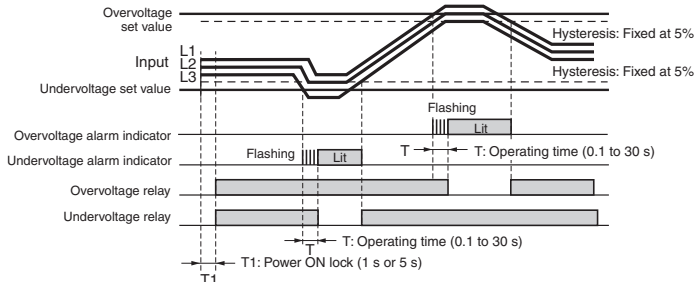 Overvoltage
set value
Hysteresis: Fixed at 5%
L1
Input
L2
L3
Hysteresis: Fixed at 5%
Undervoltage set value
Flashing
Overvoltage alarm indicator
Lit
T
T: Operating time (0.1 to 30 s)
Flashing
Undervoltage alarm indicator
Lit
Overvoltage relay
Undervoltage relay
T
T: Operating time (0.1 to 30 s)
T1: Power ON lock (1 s or 5 s)
T1